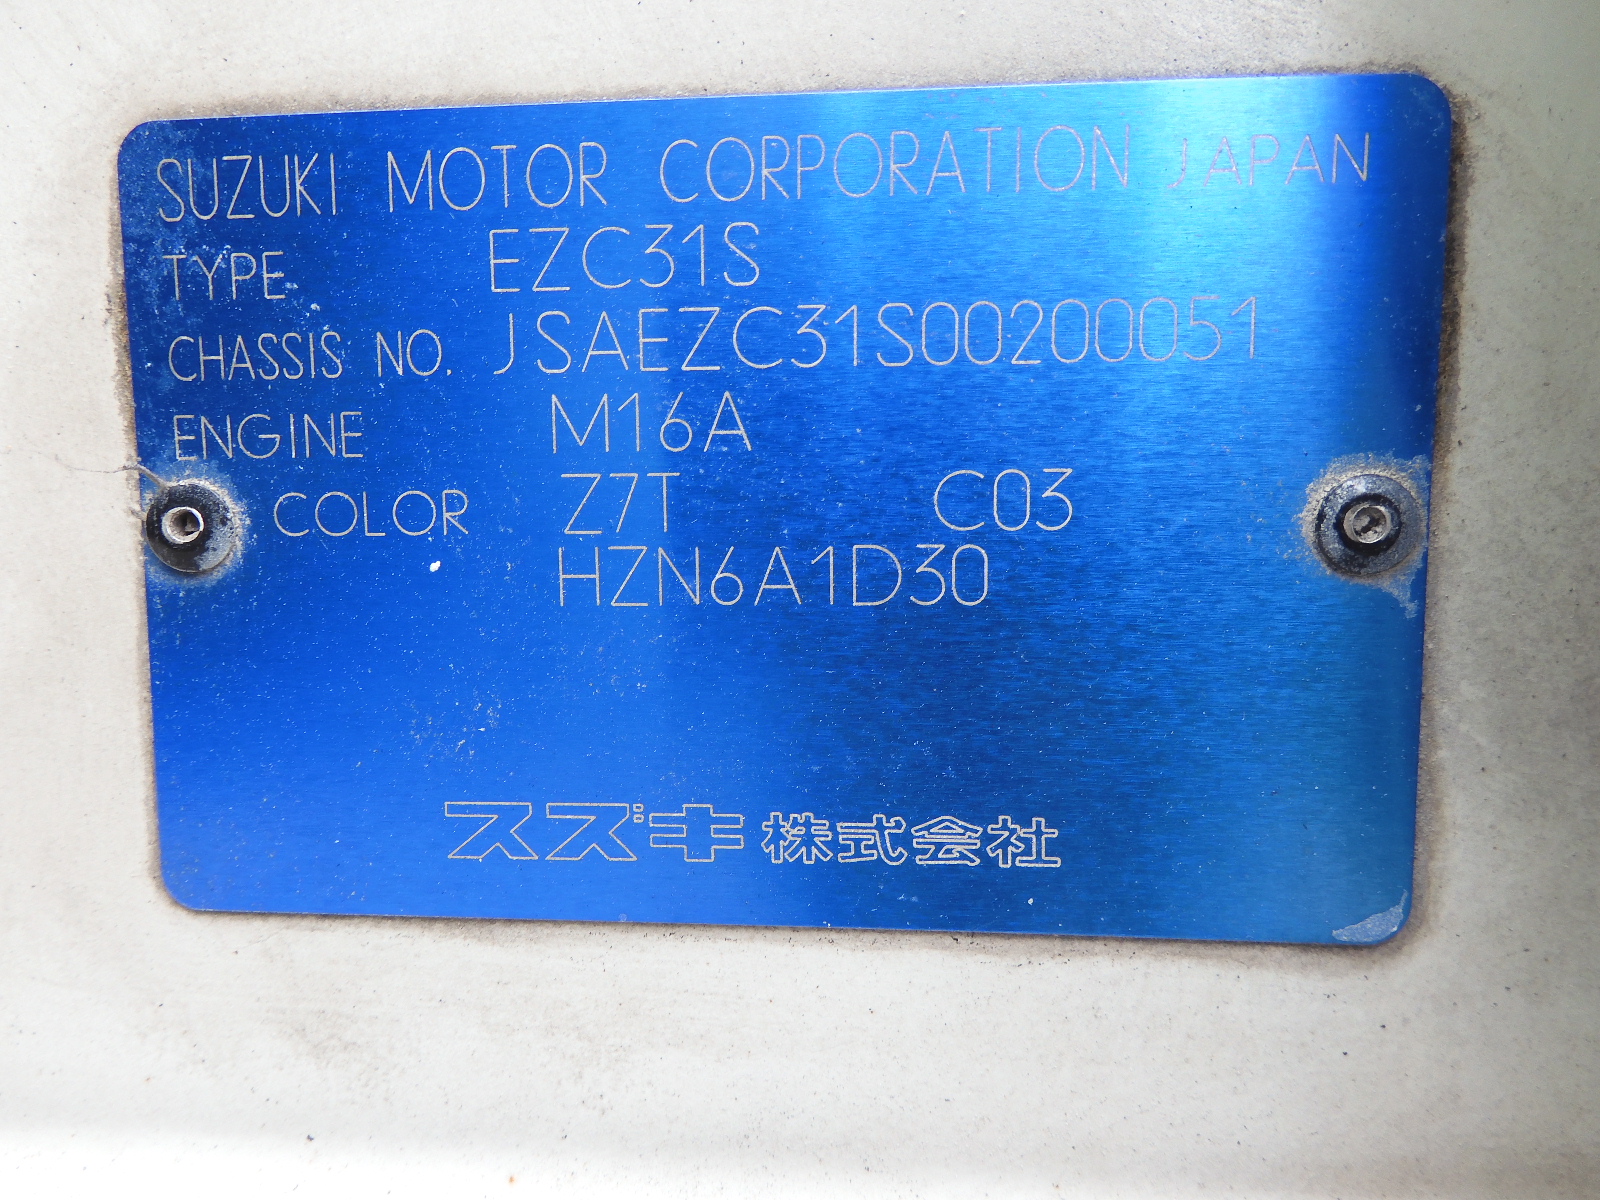 SUZUKI MOTOR CORPORATION JAPAN
TYPE EZC31S
CHASSIS NO. JSAEZC31S00200051
ENGINE M16A
COLOR Z7T C03
HZN6A1D30
スズキ株式会社